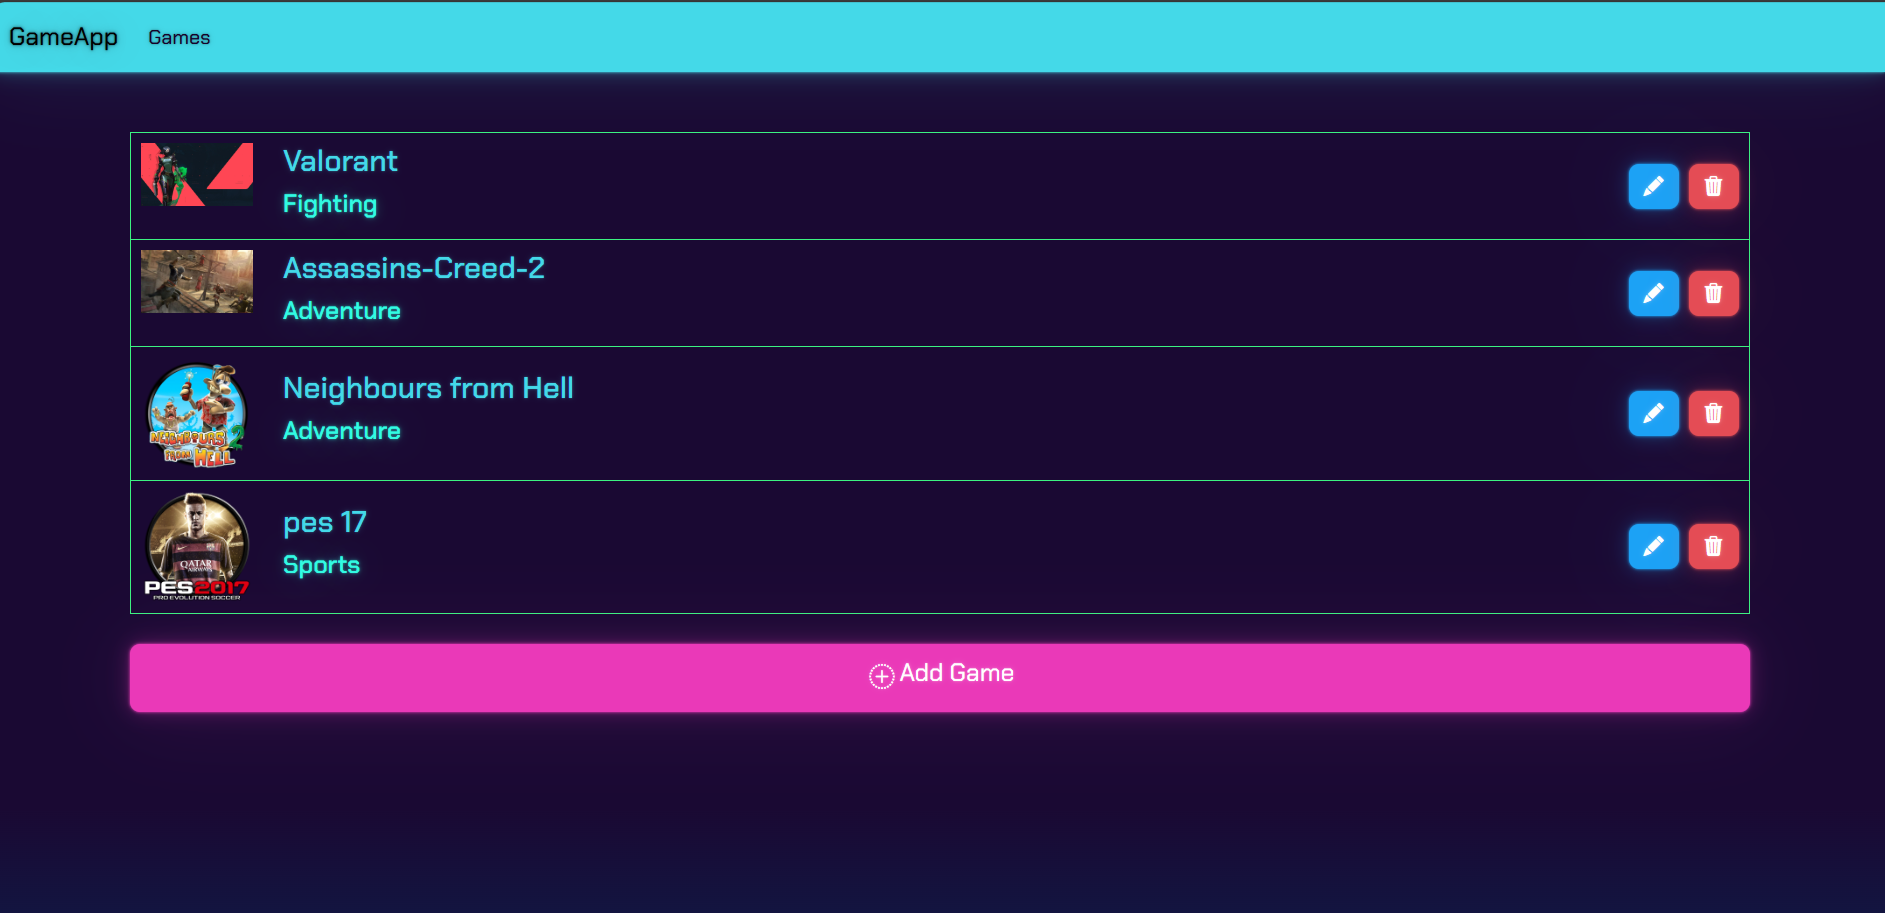 GameApp Games
Valorant
Fighting
Assassins-Creed-2
Adventure
Neighbours from Hell
Adventure
NEIGHBOURS 2
FROM HELL
pes 17
Sports
QATAR
AIRWAYS
PES2017
PRO EVOLUTION SOCCER
Add Game